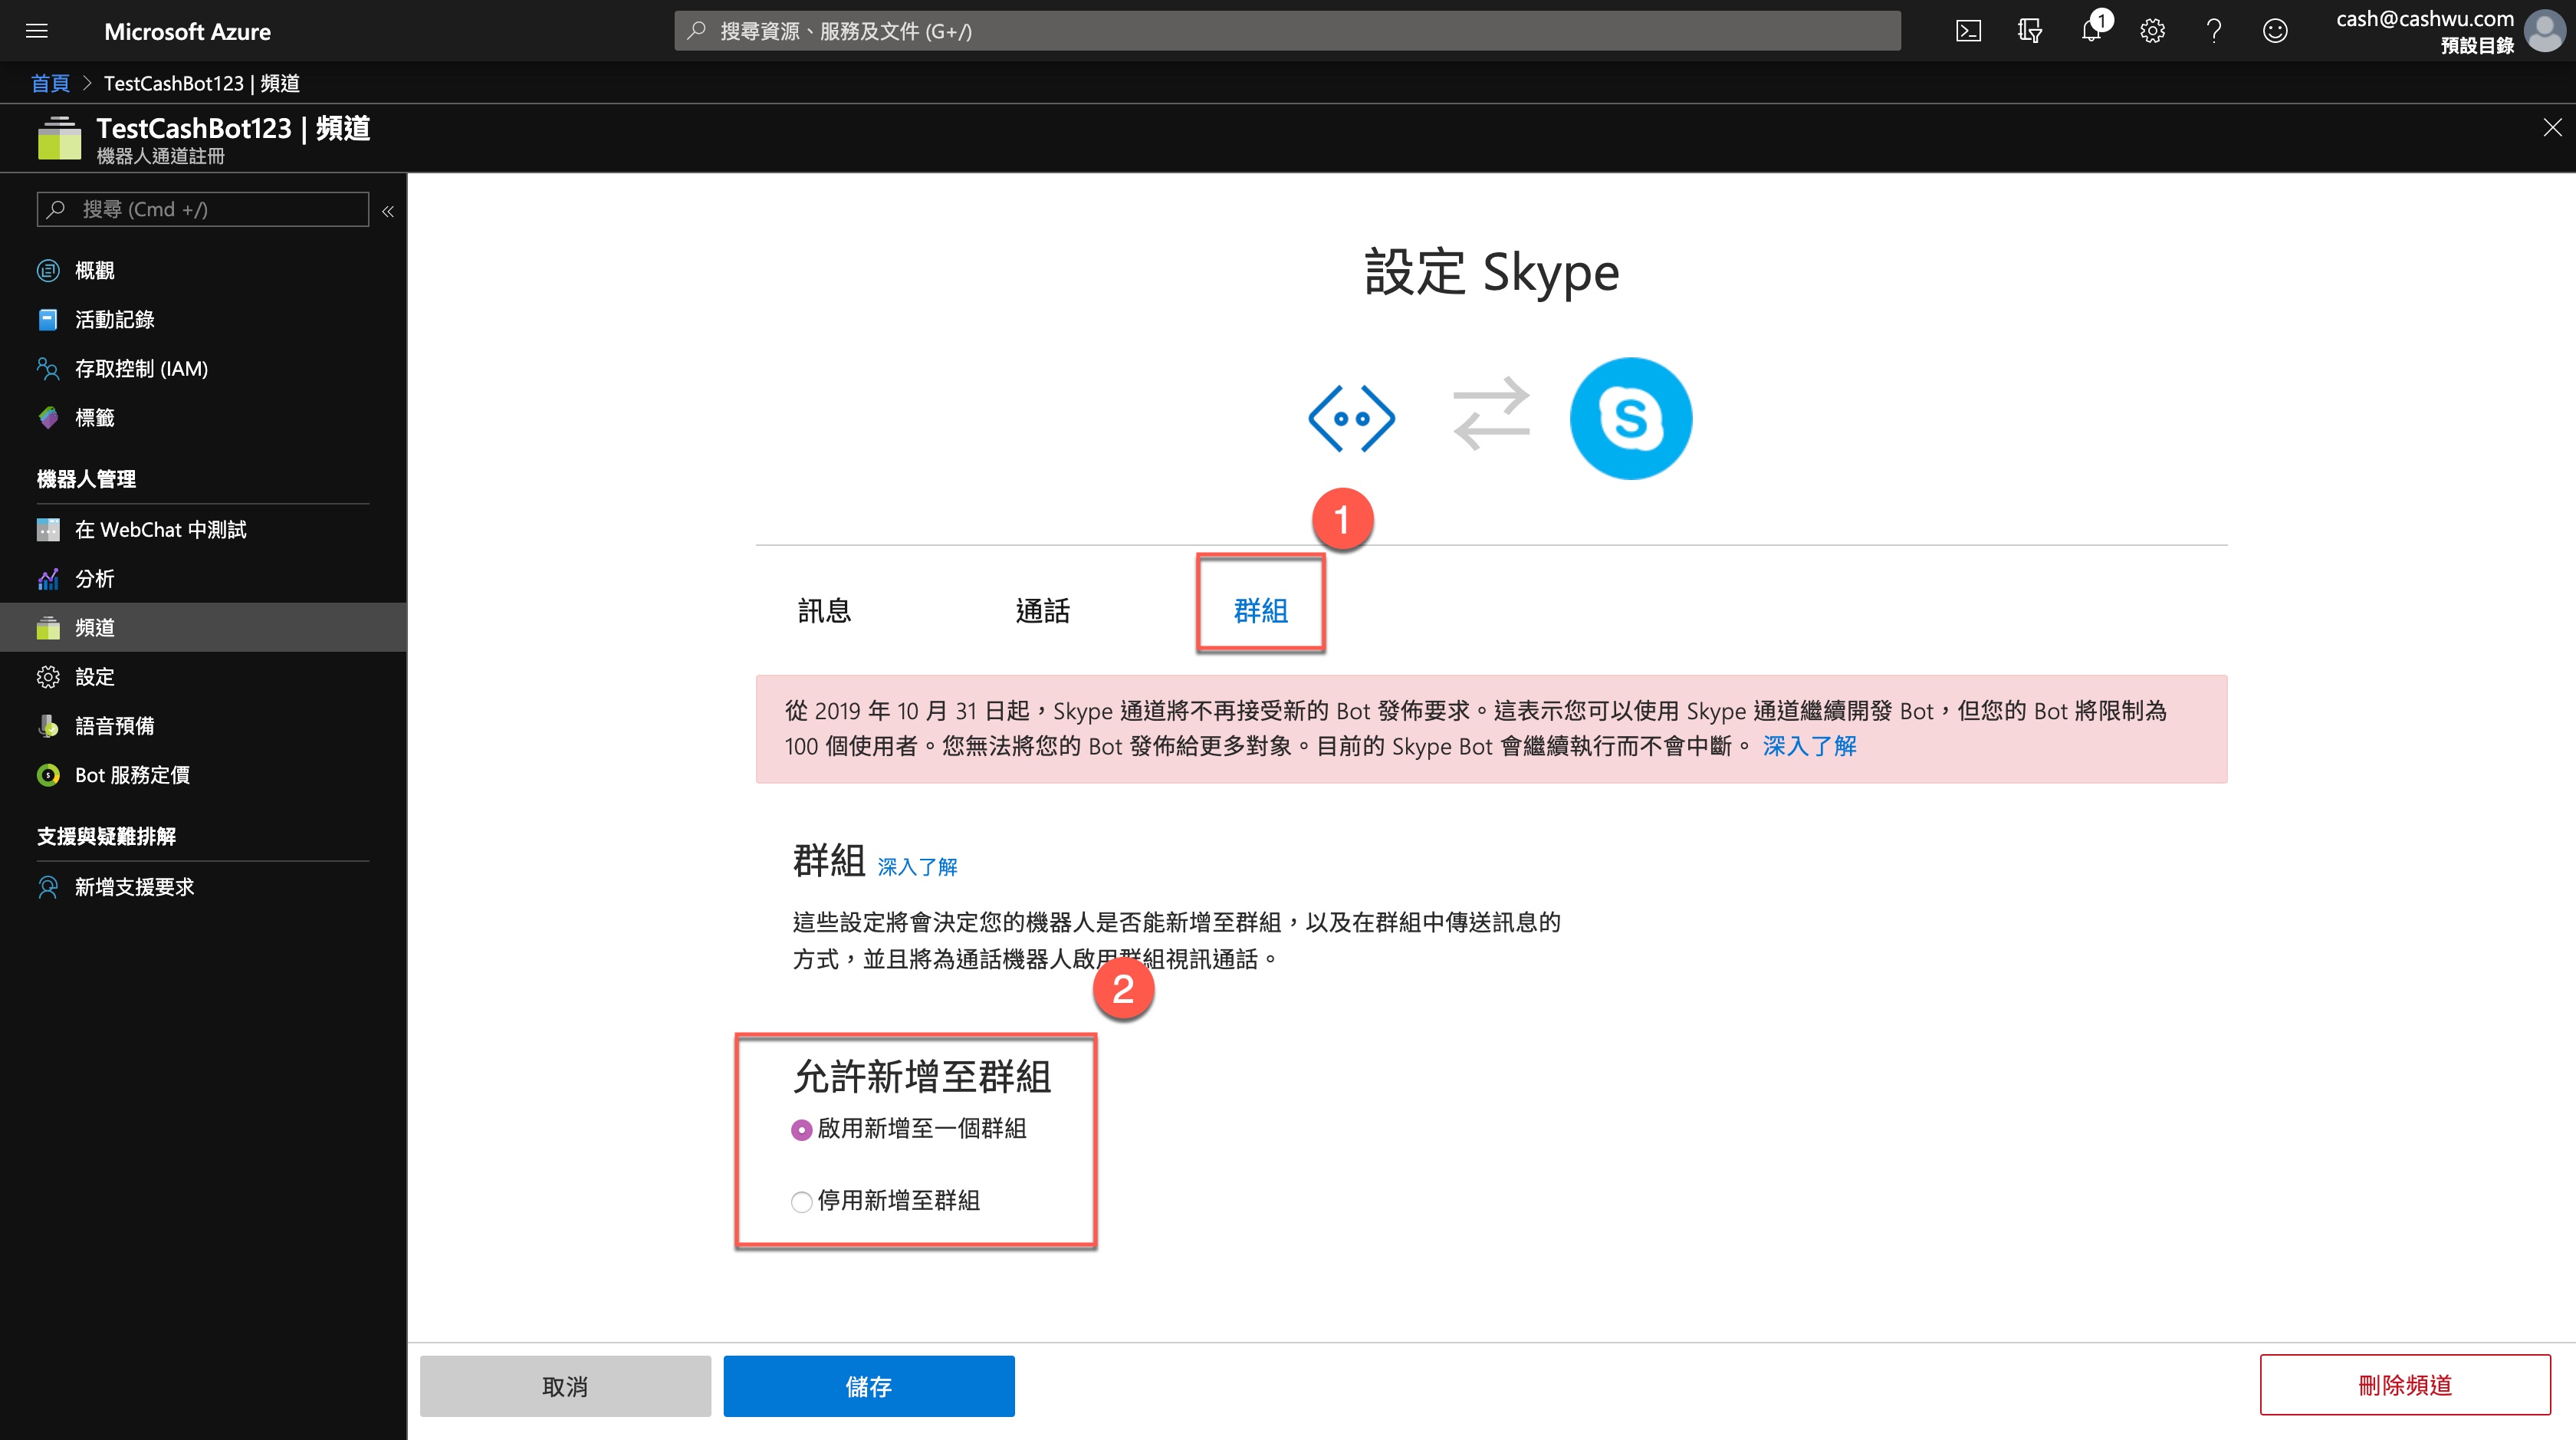 Microsoft Azure
搜尋資源、服務及文件 (G+/)
1
cash@cashwu.com
預設目錄
首頁 > TestCashBot123 | 頻道
TestCashBot123 | 頻道
機器人通道註冊
搜尋 (Cmd +/)
概觀
活動記錄
存取控制 (IAM)
標籤
機器人管理
在 WebChat 中測試
分析
頻道
設定
語音預備
Bot 服務定價
支援與疑難排解
新增支援要求
設定 Skype
1
訊息
通話
群組
從 2019 年 10 月 31 日起，Skype 通道將不再接受新的 Bot 發佈要求。這表示您可以使用 Skype 通道繼續開發 Bot，但您的 Bot 將限制為
100 個使用者。您無法將您的 Bot 發佈給更多對象。目前的 Skype Bot 會繼續執行而不會中斷。 深入了解
群組 深入了解
這些設定將會決定您的機器人是否能新增至群組，以及在群組中傳送訊息的
方式，並且將為通話機器人啟用群組視訊通話。
2
允許新增至群組
啟用新增至一個群組
停用新增至群組
取消
儲存
刪除頻道